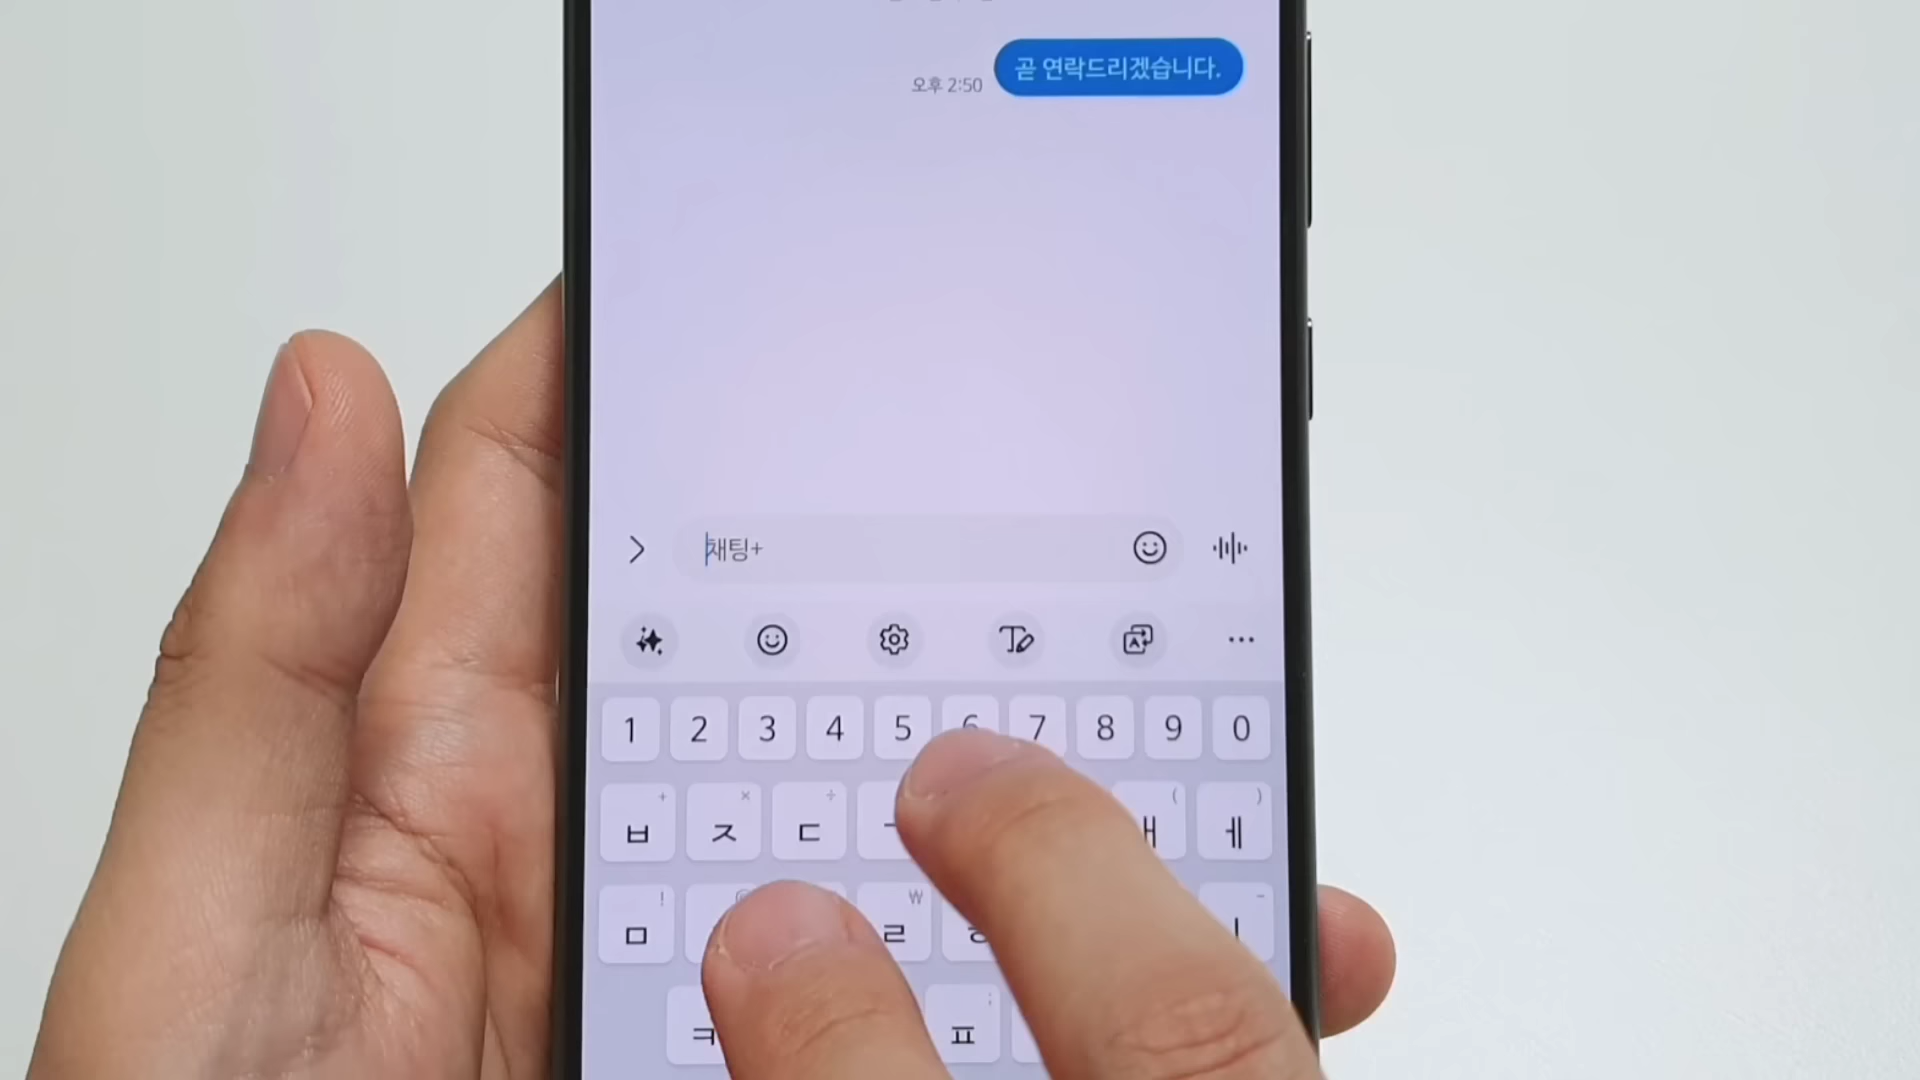 곧 연락드리겠습니다.
오후 2:50
채팅+
1 2 3 4 5 6 7 8 9 0
+ × ÷ ( )
ㅂ ㅈ ㄷ ㅐ ㅔ
! ₩ -
ㅁ ㄹ ㅎ ㅣ
;
ㅋ ㅍ